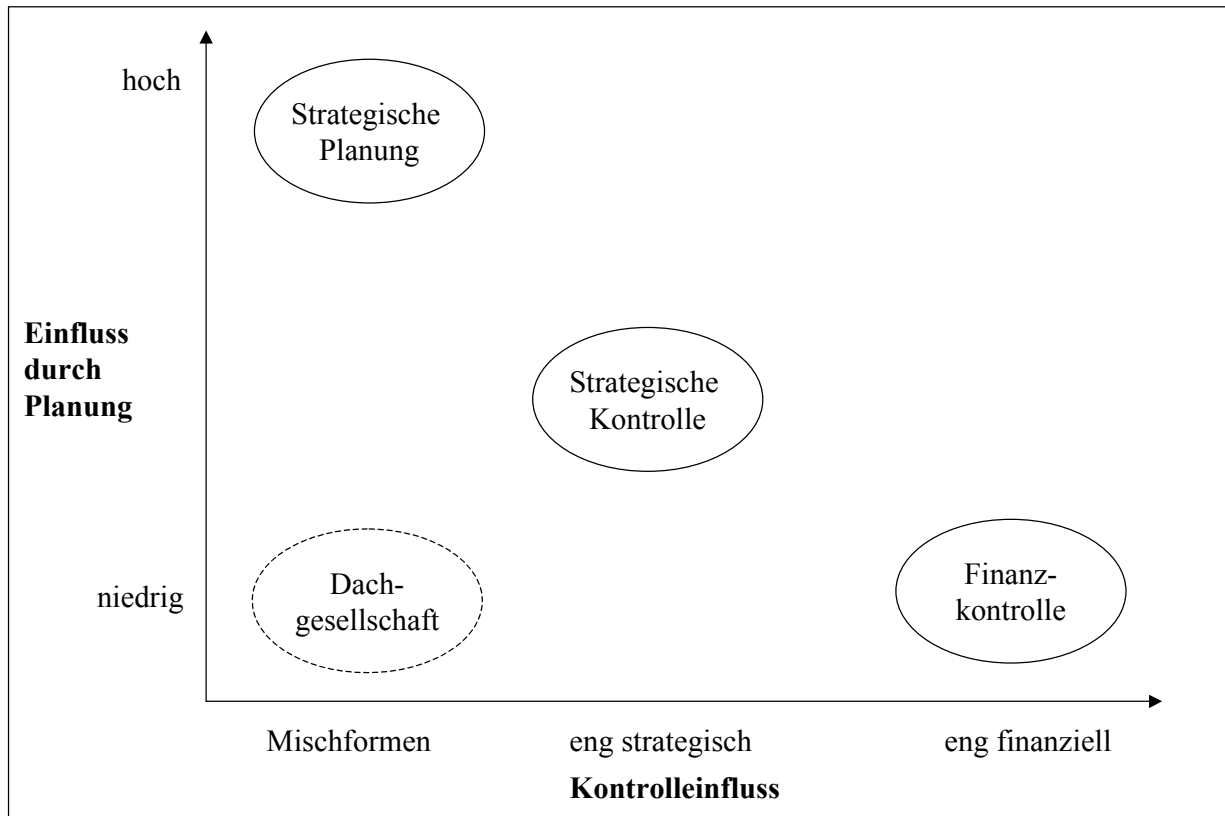 hoch
Strategische
Planung
Einfluss
durch
Planung
Strategische
Kontrolle
niedrig
Dach-
gesellschaft
Finanz-
kontrolle
Mischformen
eng strategisch
eng finanziell
Kontrolleinfluss